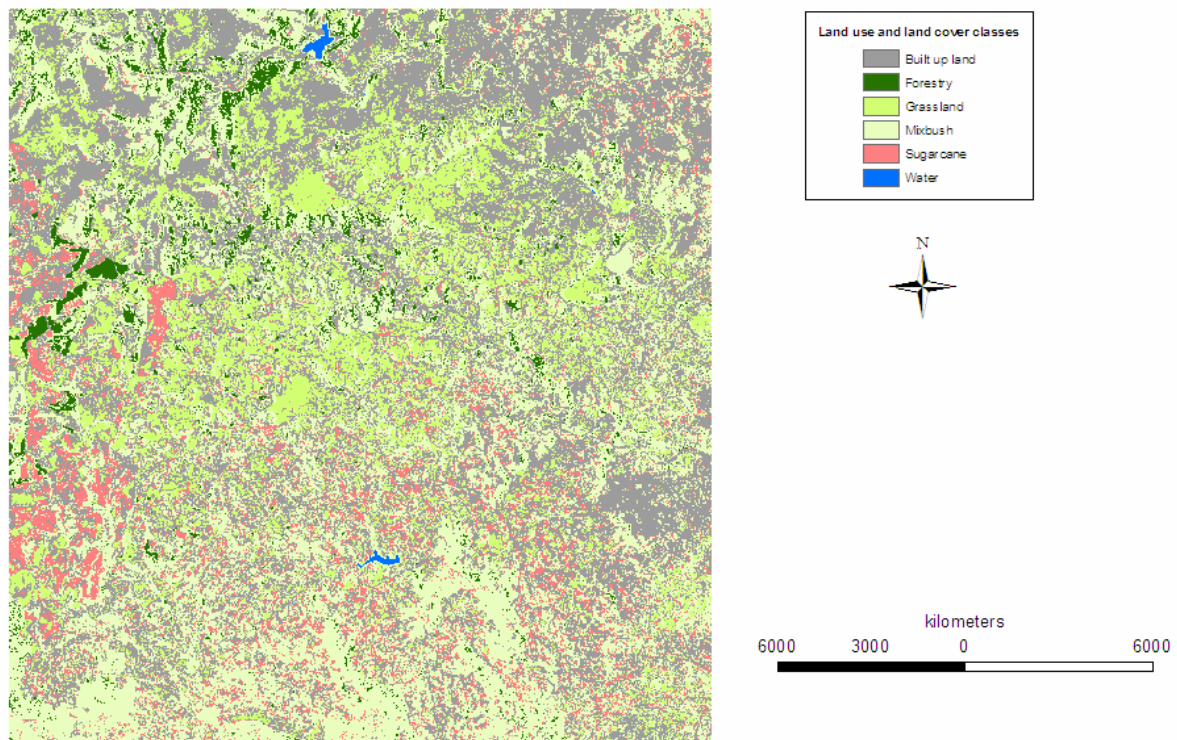 Land use and land cover classes
Built up land
Forestry
Grassland
Mixbush
Sugarcane
Water
N
kilometers
6000 3000 0 6000